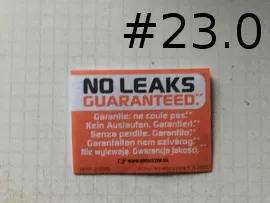 #23.0
NO LEAKS
GUARANTEED.**
Garantie: ne coule pas.**
Kein Auslaufen. Garantiert.**
Senza perdite. Garantito.**
Garantáltan nem szivárog.**
Nie wylewają. Gwarancja jakości.